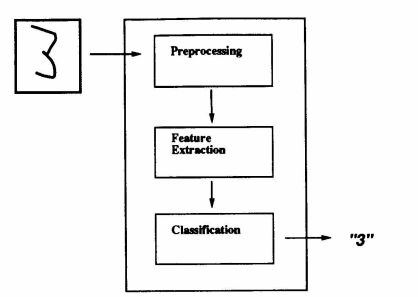 3
Preprocessing
Feature
Extraction
Classification
"3"